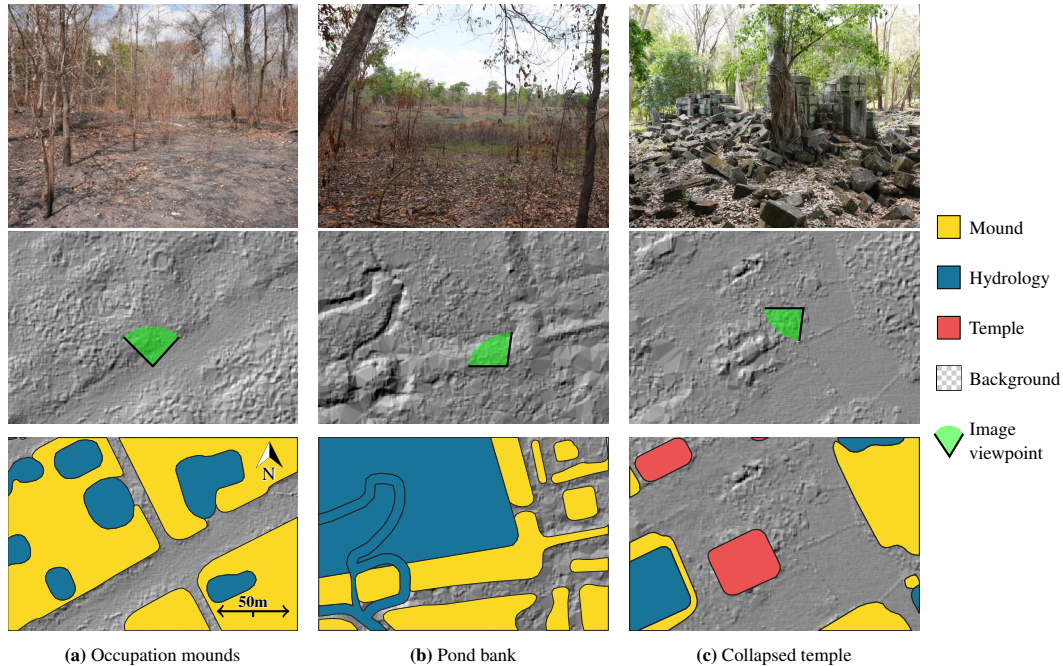 Mound
Hydrology
Temple
Background
Image
viewpoint
N
50m
(a) Occupation mounds
(b) Pond bank
(c) Collapsed temple